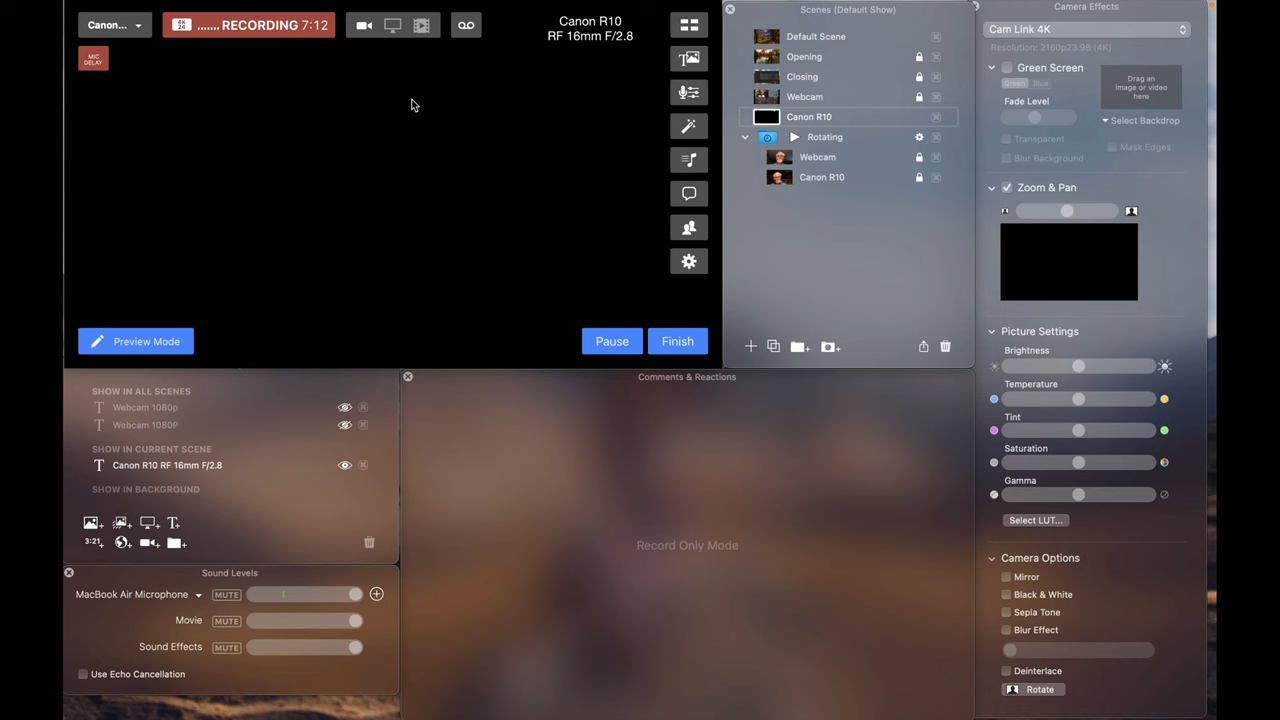 Canon...
4K
24
....... RECORDING 7:12
Canon R10
RF 16mm F/2.8
MIC
DELAY
Preview Mode
Pause
Finish
Scenes (Default Show)
Default Scene
Opening
Closing
Webcam
Canon R10
Rotating
Webcam
Canon R10
Camera Effects
Cam Link 4K
Resolution: 2160p23.98 (4K)
Green Screen
Green Blue
Fade Level
Drag an
image or video
here
Select Backdrop
Transparent
Mask Edges
Blur Background
Zoom & Pan
Picture Settings
Brightness
Temperature
Tint
Saturation
Gamma
Select LUT...
Camera Options
Mirror
Black & White
Sepia Tone
Blur Effect
Deinterlace
Rotate
SHOW IN ALL SCENES
Webcam 1080p
Webcam 1080P
SHOW IN CURRENT SCENE
Canon R10 RF 16mm F/2.8
SHOW IN BACKGROUND
3:21
Sound Levels
MacBook Air Microphone
MUTE
Movie
MUTE
Sound Effects
MUTE
Use Echo Cancellation
Comments & Reactions
Record Only Mode